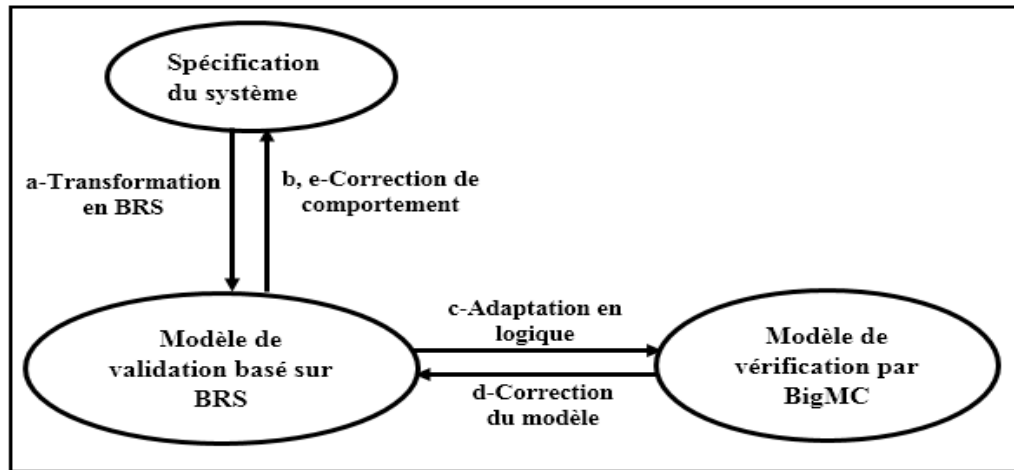 Spécification
du système
a-Transformation
en BRS
b, e-Correction de
comportement
Modèle de
validation basé sur
BRS
c-Adaptation en
logique
d-Correction
du modèle
Modèle de
vérification par
BigMC